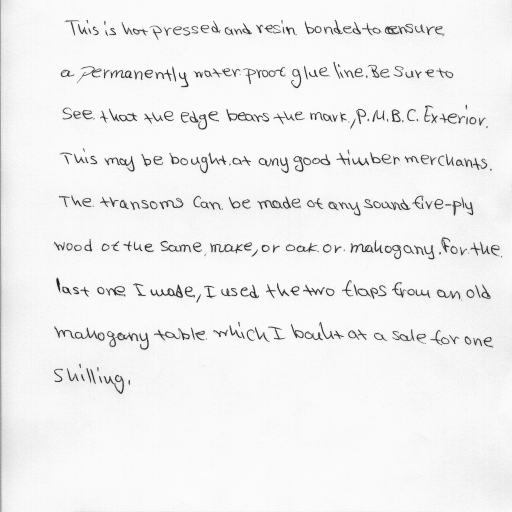 This is hot pressed and resin bonded to ensure
a permanently water proof glue line. Be Sure to
See. that the edge bears the mark, P.M.B.C. Exterior.
This may be bought. at any good timber merchants.
The transoms Can be made of any sound five-ply
wood of the Same make, or oak or mahogany. For the
last one I made, I used the two flaps from an old
mahogany table which I bouht at a sale for one
Shilling.